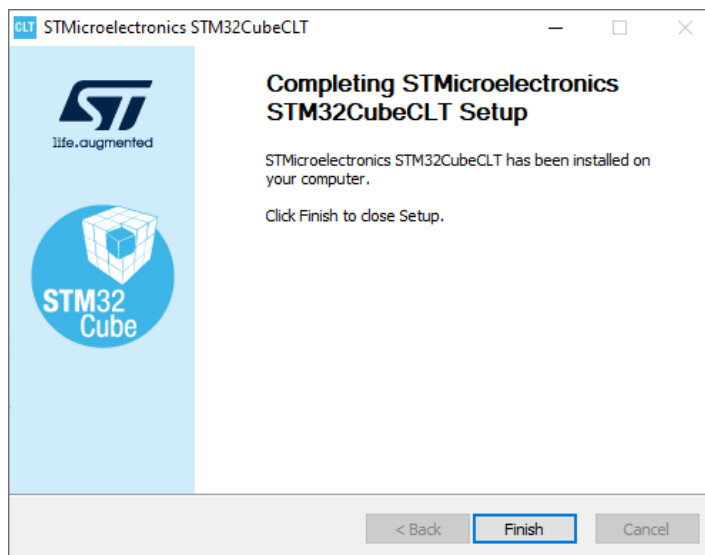 CLT STMicroelectronics STM32CubeCLT
ST
life.augmented
STM32
Cube
Completing STMicroelectronics
STM32CubeCLT Setup
STMicroelectronics STM32CubeCLT has been installed on
your computer.
Click Finish to close Setup.
< Back Finish Cancel